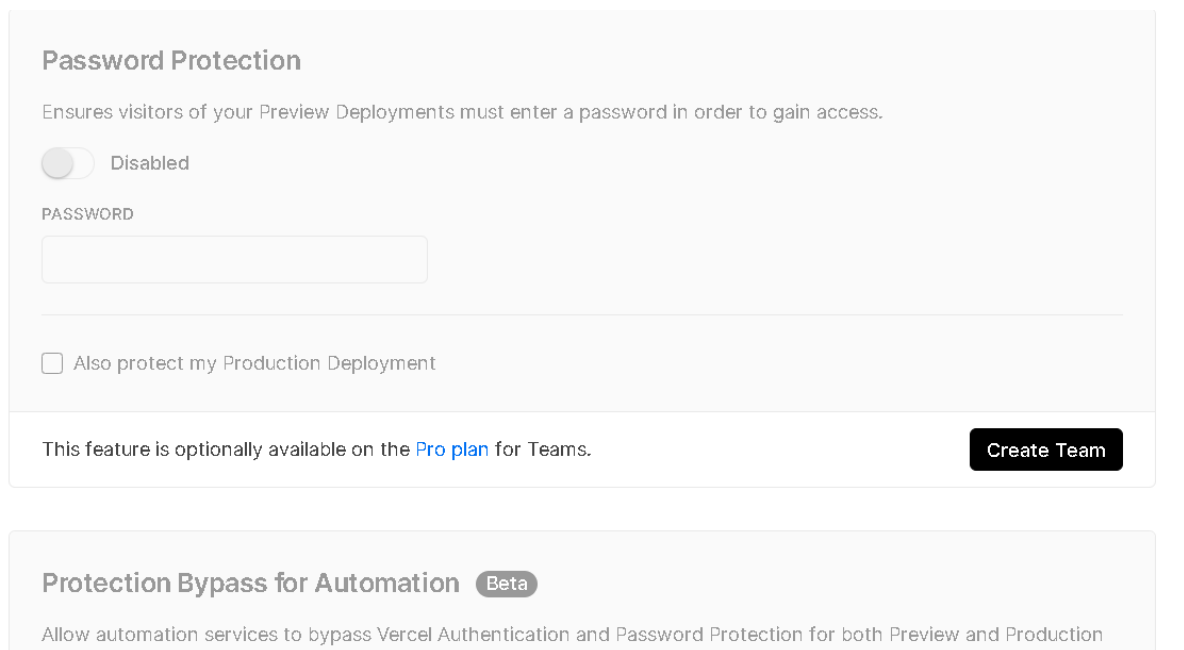 Password Protection
Ensures visitors of your Preview Deployments must enter a password in order to gain access.
Disabled
PASSWORD
Also protect my Production Deployment
This feature is optionally available on the Pro plan for Teams.
Create Team
Protection Bypass for Automation Beta
Allow automation services to bypass Vercel Authentication and Password Protection for both Preview and Production